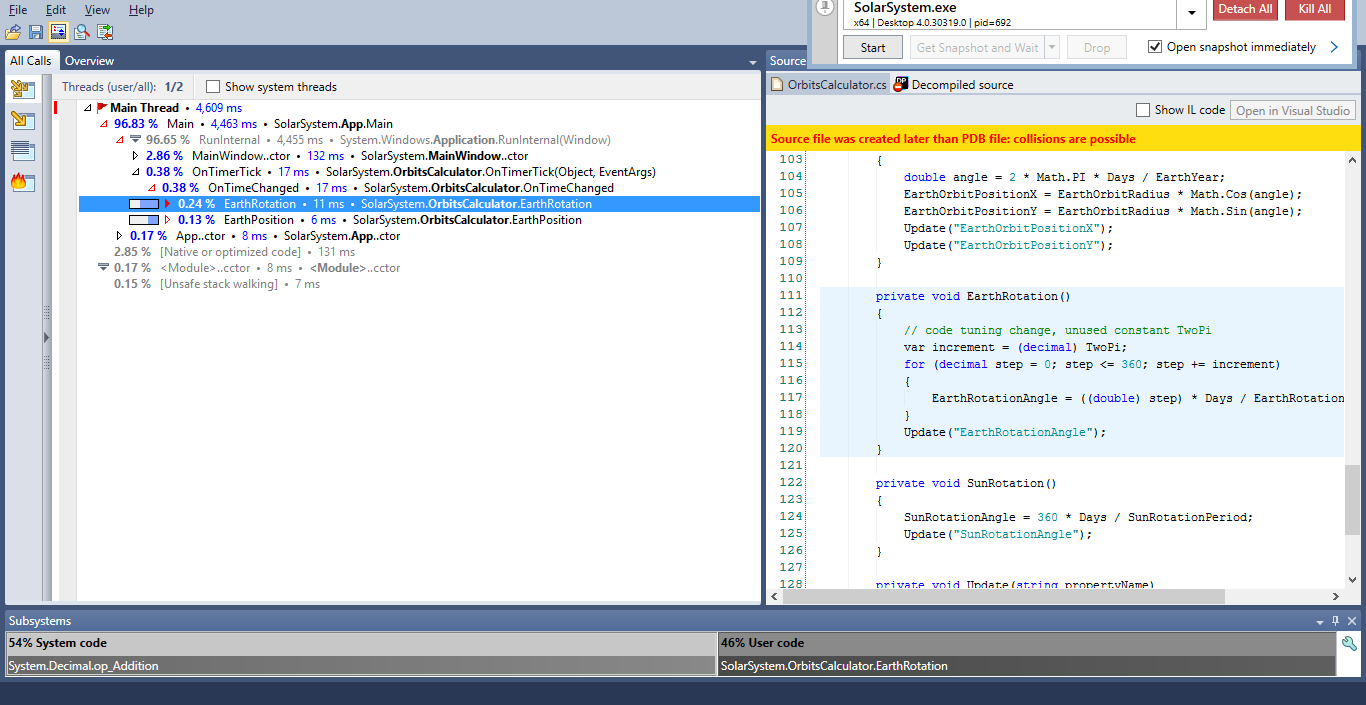 File Edit View Help
SolarSystem.exe
x64 | Desktop 4.0.30319.0 | pid=692
Detach All Kill All
Start Get Snapshot and Wait Drop Open snapshot immediately
All Calls Overview
Threads (user/all): 1/2 Show system threads
Main Thread • 4,609 ms
96.83 % Main • 4,463 ms • SolarSystem.App.Main
96.65 % RunInternal • 4,455 ms • System.Windows.Application.RunInternal(Window)
2.86 % MainWindow..ctor • 132 ms • SolarSystem.MainWindow..ctor
0.38 % OnTimerTick • 17 ms • SolarSystem.OrbitsCalculator.OnTimerTick(Object, EventArgs)
0.38 % OnTimeChanged • 17 ms • SolarSystem.OrbitsCalculator.OnTimeChanged
0.24 % EarthRotation • 11 ms • SolarSystem.OrbitsCalculator.EarthRotation
0.13 % EarthPosition • 6 ms • SolarSystem.OrbitsCalculator.EarthPosition
0.17 % App..ctor • 8 ms • SolarSystem.App..ctor
2.85 % [Native or optimized code] • 131 ms
0.17 % <Module>..cctor • 8 ms • <Module>..cctor
0.15 % [Unsafe stack walking] • 7 ms
Source
OrbitsCalculator.cs DP Decompiled source
Show IL code Open in Visual Studio
Source file was created later than PDB file: collisions are possible
103 {
104 double angle = 2 * Math.PI * Days / EarthYear;
105 EarthOrbitPositionX = EarthOrbitRadius * Math.Cos(angle);
106 EarthOrbitPositionY = EarthOrbitRadius * Math.Sin(angle);
107 Update("EarthOrbitPositionX");
108 Update("EarthOrbitPositionY");
109 }
110
111 private void EarthRotation()
112 {
113 // code tuning change, unused constant TwoPi
114 var increment = (decimal) TwoPi;
115 for (decimal step = 0; step <= 360; step += increment)
116 {
117 EarthRotationAngle = ((double) step) * Days / EarthRotation
118 }
119 Update("EarthRotationAngle");
120 }
121
122 private void SunRotation()
123 {
124 SunRotationAngle = 360 * Days / SunRotationPeriod;
125 Update("SunRotationAngle");
126 }
127
128 private void Update(string propertyName)
Subsystems
54% System code 46% User code
System.Decimal.op_Addition SolarSystem.OrbitsCalculator.EarthRotation